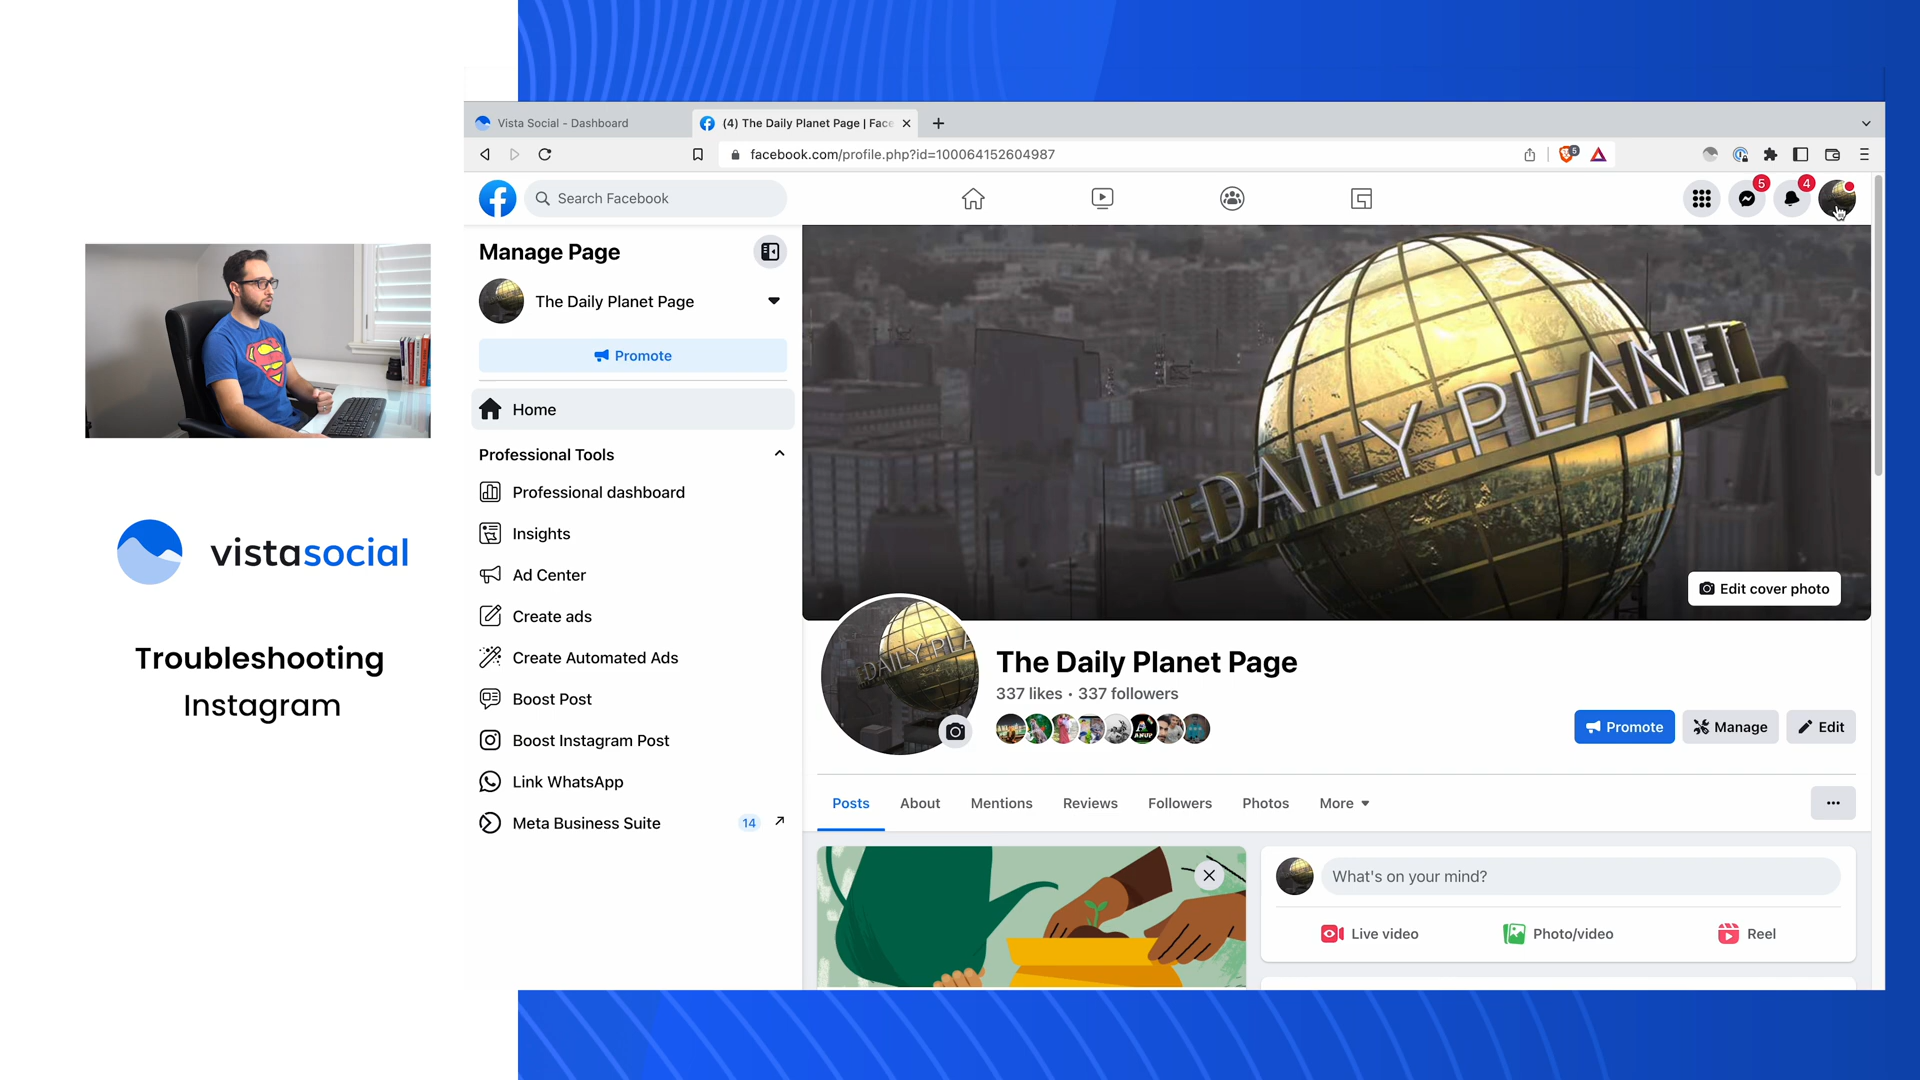 Vista Social - Dashboard
(4) The Daily Planet Page | Face
facebook.com/profile.php?id=100064152604987
5
Search Facebook
5
4
Manage Page
The Daily Planet Page
Promote
Home
Professional Tools
Professional dashboard
Insights
Ad Center
Create ads
Create Automated Ads
Boost Post
Boost Instagram Post
Link WhatsApp
Meta Business Suite
14
DAILY PLANET
Edit cover photo
DAILY PLA
The Daily Planet Page
337 likes · 337 followers
ANUP
Promote
Manage
Edit
Posts
About
Mentions
Reviews
Followers
Photos
More
What's on your mind?
Live video
Photo/video
Reel
vistasocial
Troubleshooting
Instagram